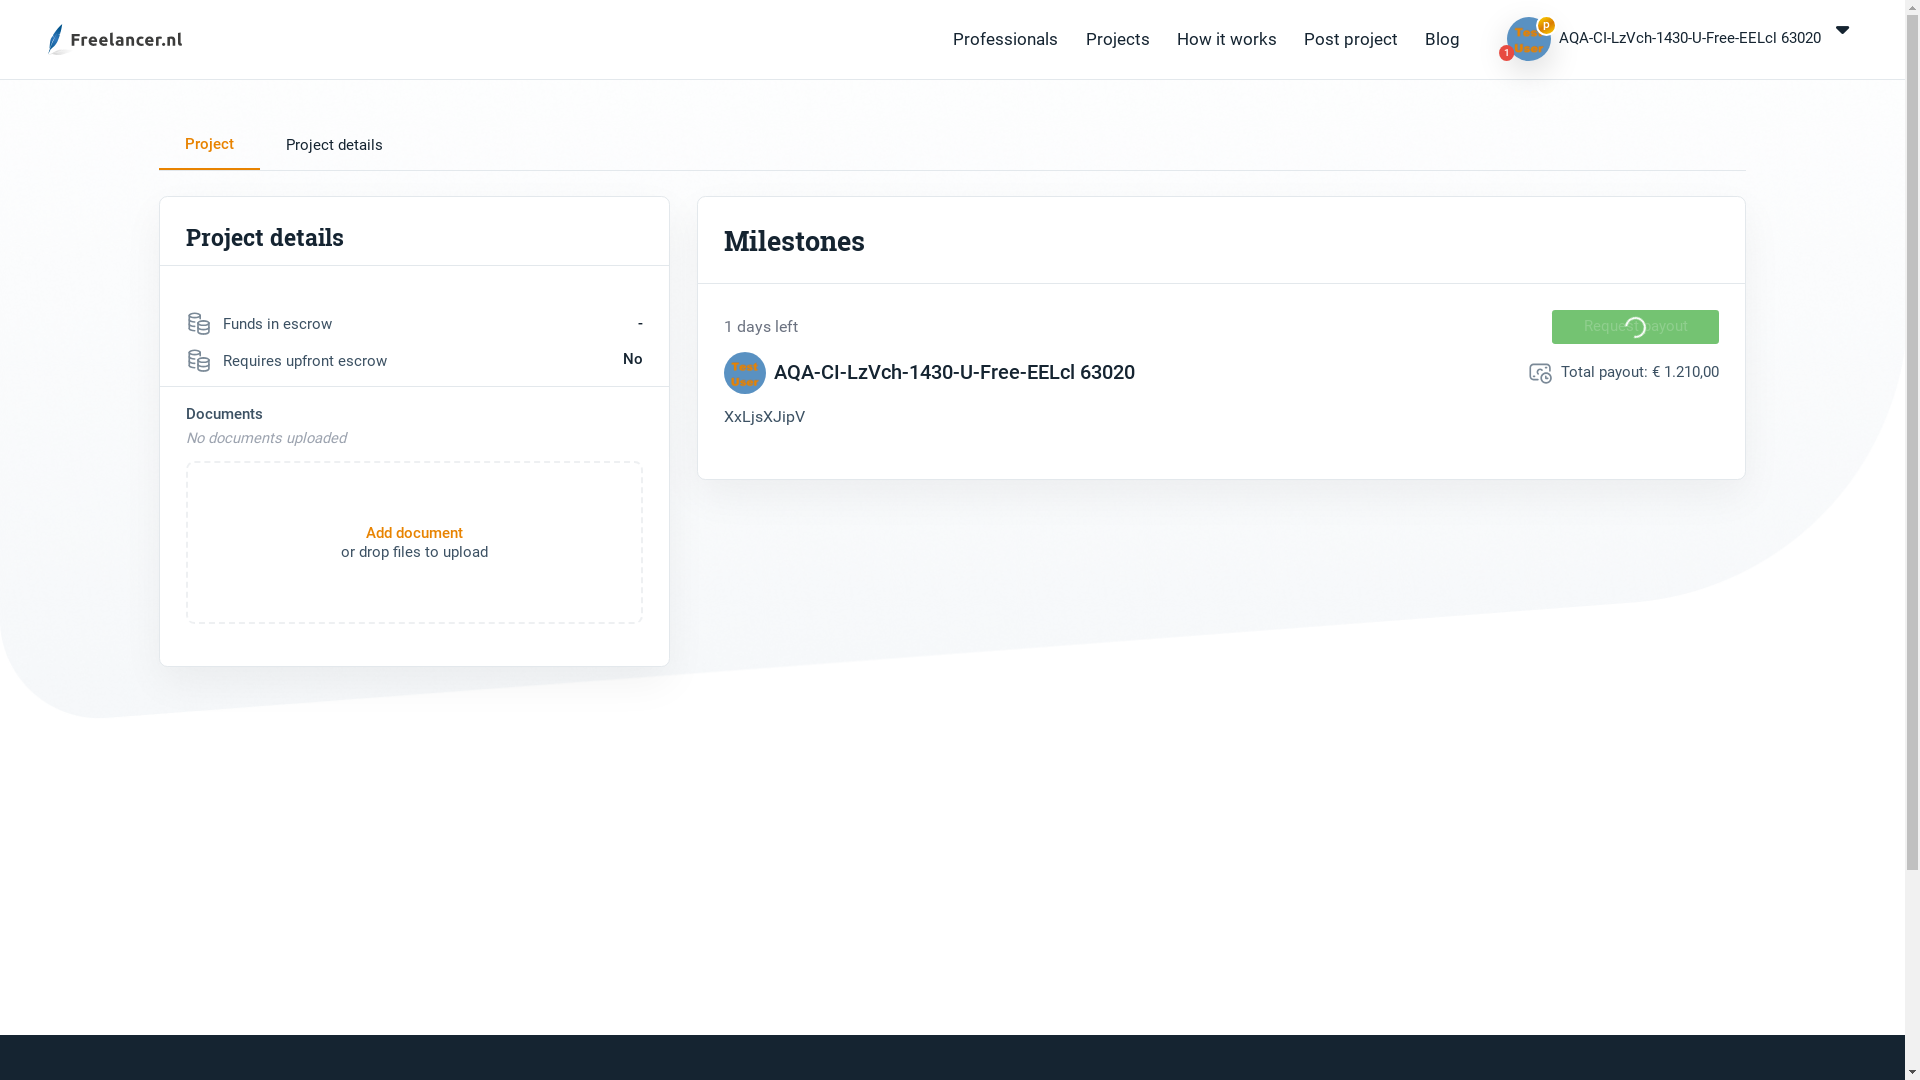 Freelancer.nl
Professionals
Projects
How it works
Post project
Blog
Test
User
P
1
AQA-CI-LzVch-1430-U-Free-EELcl 63020
Project
Project details
Project details
Funds in escrow
-
Requires upfront escrow
No
Documents
No documents uploaded
Add document
or drop files to upload
Milestones
1 days left
Request payout
Test
User
AQA-CI-LzVch-1430-U-Free-EELcl 63020
Total payout: € 1.210,00
XxLjsXJipV